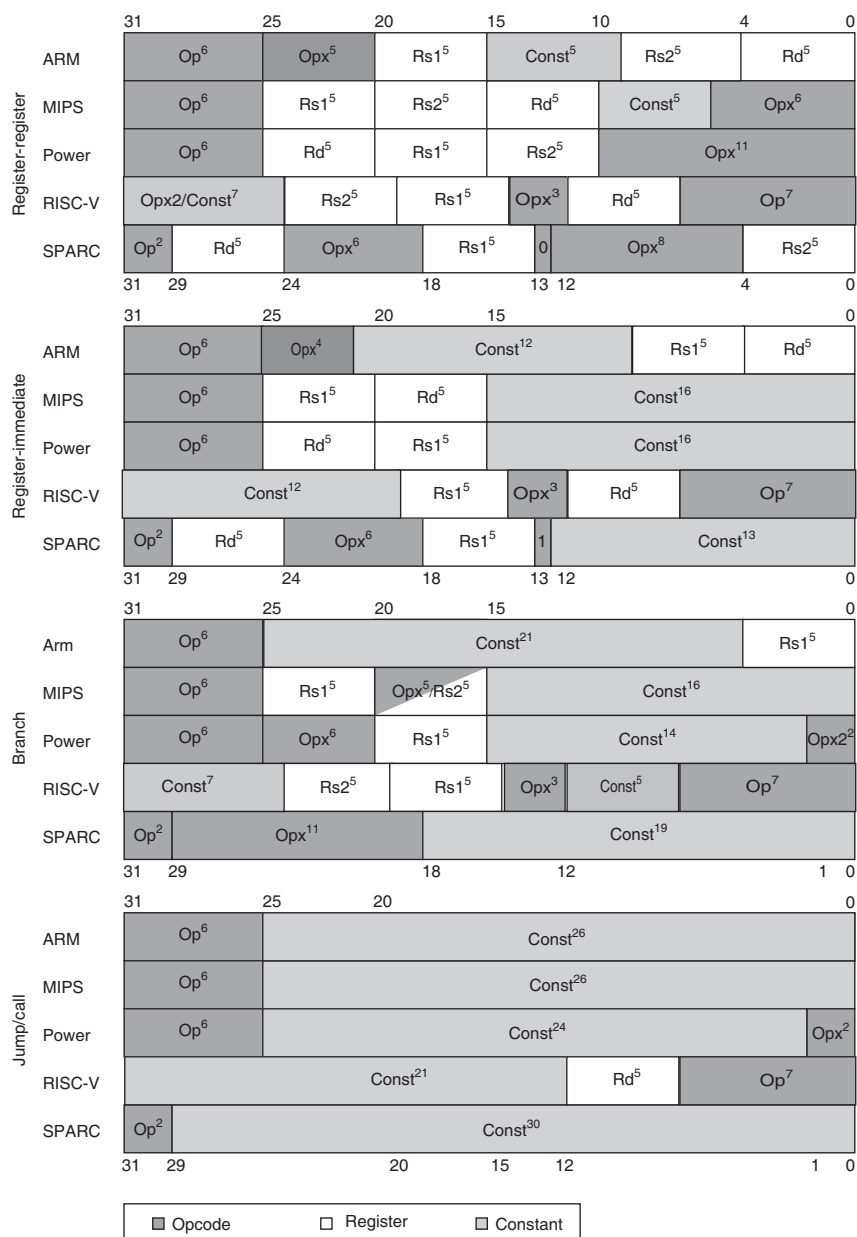 31 25 20 15 10 4 0
Register-register
ARM Op⁶ Opx⁵ Rs1⁵ Const⁵ Rs2⁵ Rd⁵
MIPS Op⁶ Rs1⁵ Rs2⁵ Rd⁵ Const⁵ Opx⁶
Power Op⁶ Rd⁵ Rs1⁵ Rs2⁵ Opx¹¹
RISC-V Opx2/Const⁷ Rs2⁵ Rs1⁵ Opx³ Rd⁵ Op⁷
SPARC Op² Rd⁵ Opx⁶ Rs1⁵ 0 Opx⁸ Rs2⁵
31 29 24 18 13 12 4 0
31 25 20 15 0
Register-immediate
ARM Op⁶ Opx⁴ Const¹² Rs1⁵ Rd⁵
MIPS Op⁶ Rs1⁵ Rd⁵ Const¹⁶
Power Op⁶ Rd⁵ Rs1⁵ Const¹⁶
RISC-V Const¹² Rs1⁵ Opx³ Rd⁵ Op⁷
SPARC Op² Rd⁵ Opx⁶ Rs1⁵ 1 Const¹³
31 29 24 18 13 12 0
31 25 20 15 0
Branch
Arm Op⁶ Const²¹ Rs1⁵
MIPS Op⁶ Rs1⁵ Opx⁵/Rs2⁵ Const¹⁶
Power Op⁶ Opx⁶ Rs1⁵ Const¹⁴ Opx2²
RISC-V Const⁷ Rs2⁵ Rs1⁵ Opx³ Const⁵ Op⁷
SPARC Op² Opx¹¹ Const¹⁹
31 29 18 12 1 0
31 25 20 0
Jump/call
ARM Op⁶ Const²⁶
MIPS Op⁶ Const²⁶
Power Op⁶ Const²⁴ Opx²
RISC-V Const²¹ Rd⁵ Op⁷
SPARC Op² Const³⁰
31 29 20 15 12 1 0
Opcode Register Constant